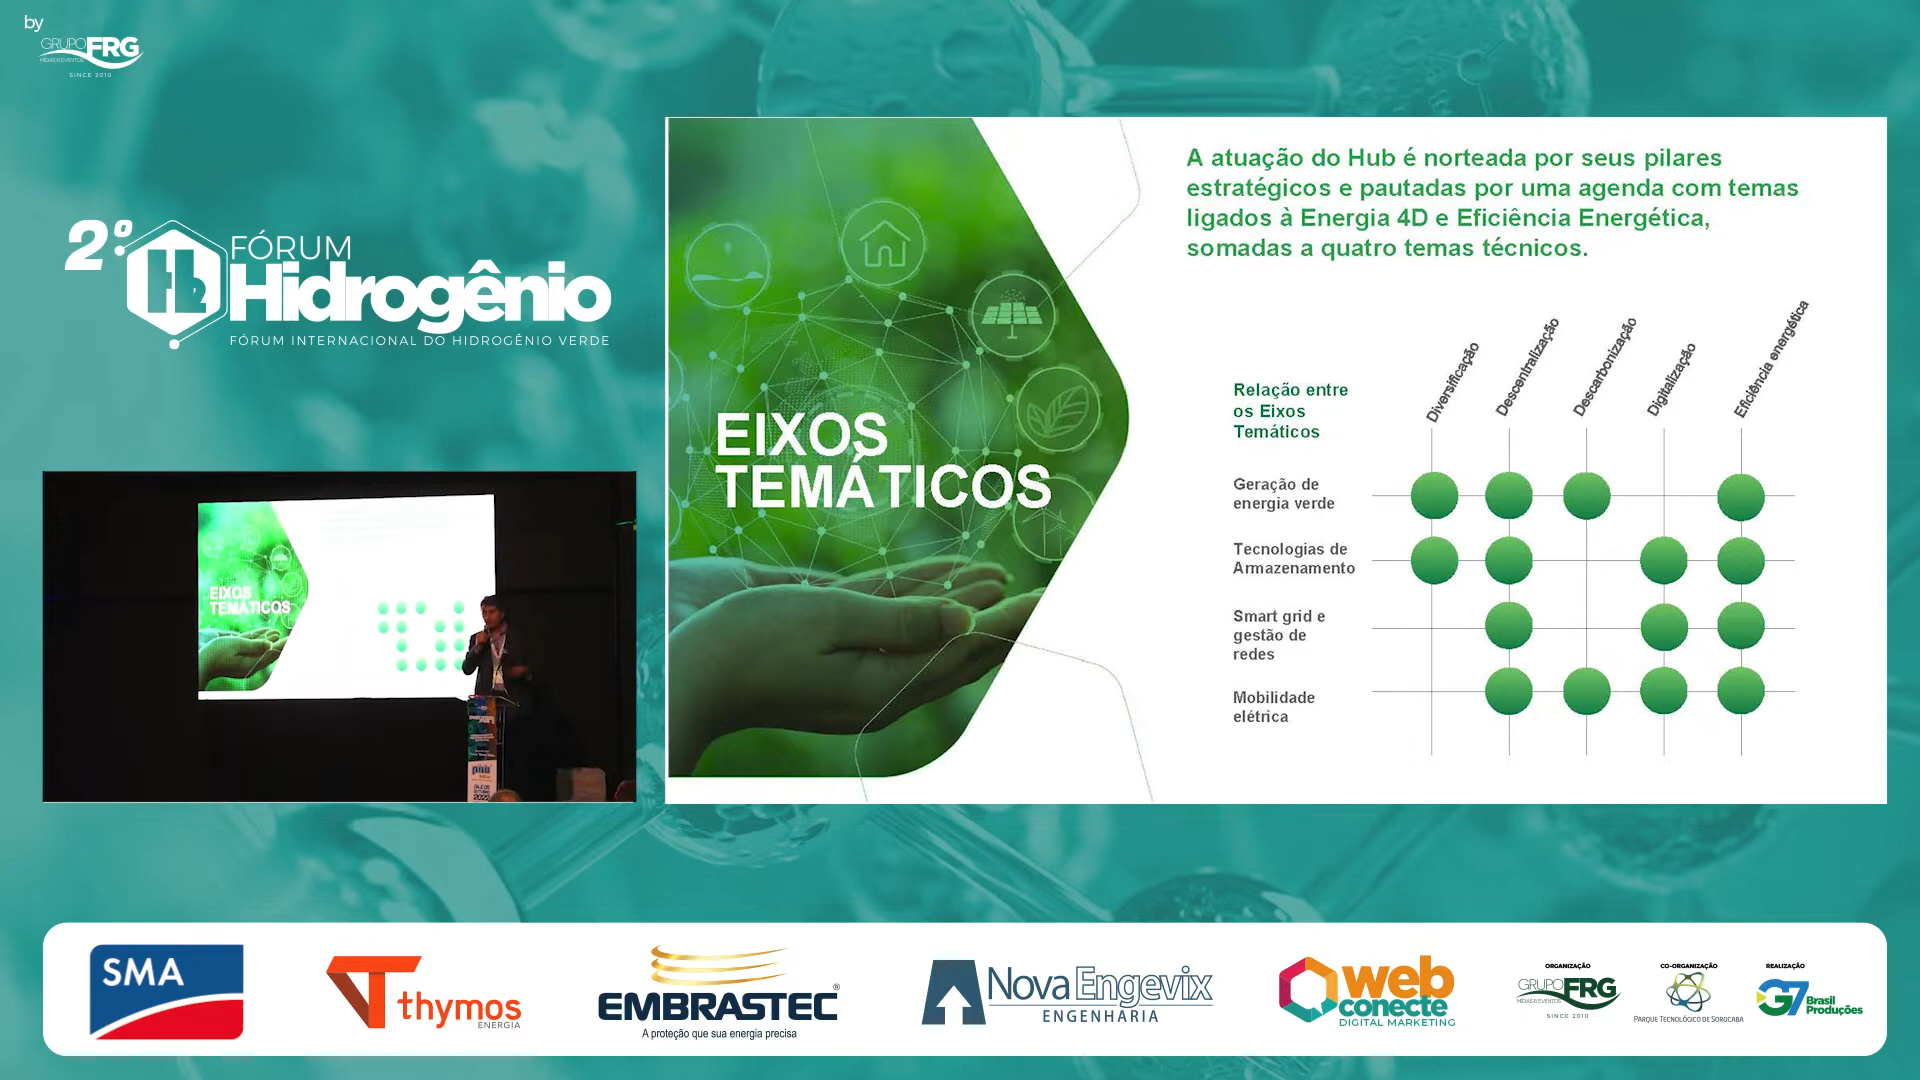 by
GRUPO FRG
MÍDIAS & EVENTOS
SINCE 2010
2º
FÓRUM
H2
Hidrogênio
FÓRUM INTERNACIONAL DO HIDROGÊNIO VERDE
EIXOS
TEMÁTICOS
EIXOS
TEMÁTICOS
A atuação do Hub é norteada por seus pilares
estratégicos e pautadas por uma agenda com temas
ligados à Energia 4D e Eficiência Energética,
somadas a quatro temas técnicos.
Relação entre
os Eixos
Temáticos
Diversificação
Descentralização
Descarbonização
Digitalização
Eficiência energética
Geração de
energia verde
Tecnologias de
Armazenamento
Smart grid e
gestão de
redes
Mobilidade
elétrica
SMA
thymos
ENERGIA
EMBRASTEC®
A proteção que sua energia precisa
Nova Engevix
ENGENHARIA
web
conecte
DIGITAL MARKETING
ORGANIZAÇÃO
GRUPO FRG
MÍDIAS & EVENTOS
SINCE 2010
CO-ORGANIZAÇÃO
PARQUE TECNOLÓGICO DE SOROCABA
REALIZAÇÃO
G7 Brasil
Produções